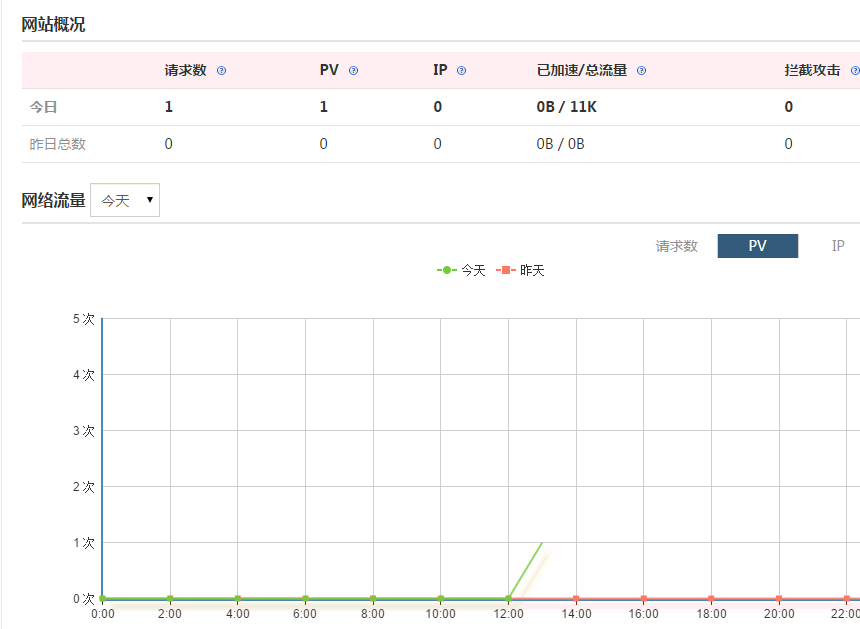 网站概况
请求数 PV IP 已加速/总流量 拦截攻击
今日 1 1 0 0B / 11K 0
昨日总数 0 0 0 0B / 0B 0
网络流量 今天
请求数 PV IP
今天 昨天
5 次
4 次
3 次
2 次
1 次
0 次
0:00 2:00 4:00 6:00 8:00 10:00 12:00 14:00 16:00 18:00 20:00 22:00